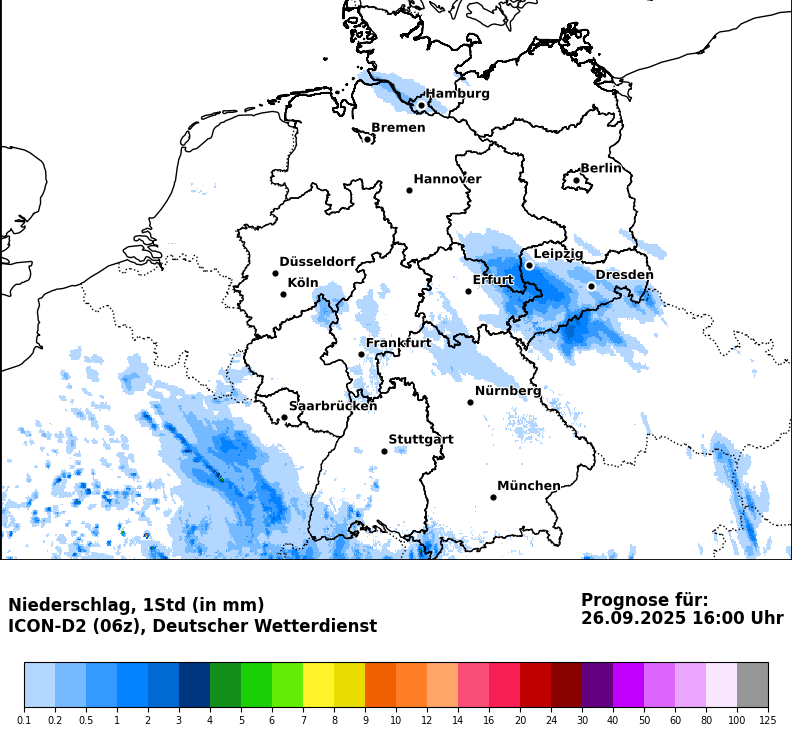 Hamburg
Bremen
Berlin
Hannover
Leipzig
Düsseldorf
Dresden
Köln
Erfurt
Frankfurt
Nürnberg
Saarbrücken
Stuttgart
München
Niederschlag, 1Std (in mm)
ICON-D2 (06z), Deutscher Wetterdienst
Prognose für:
26.09.2025 16:00 Uhr
0.1 0.2 0.5 1 2 3 4 5 6 7 8 9 10 12 14 16 20 24 30 40 50 60 80 100 125